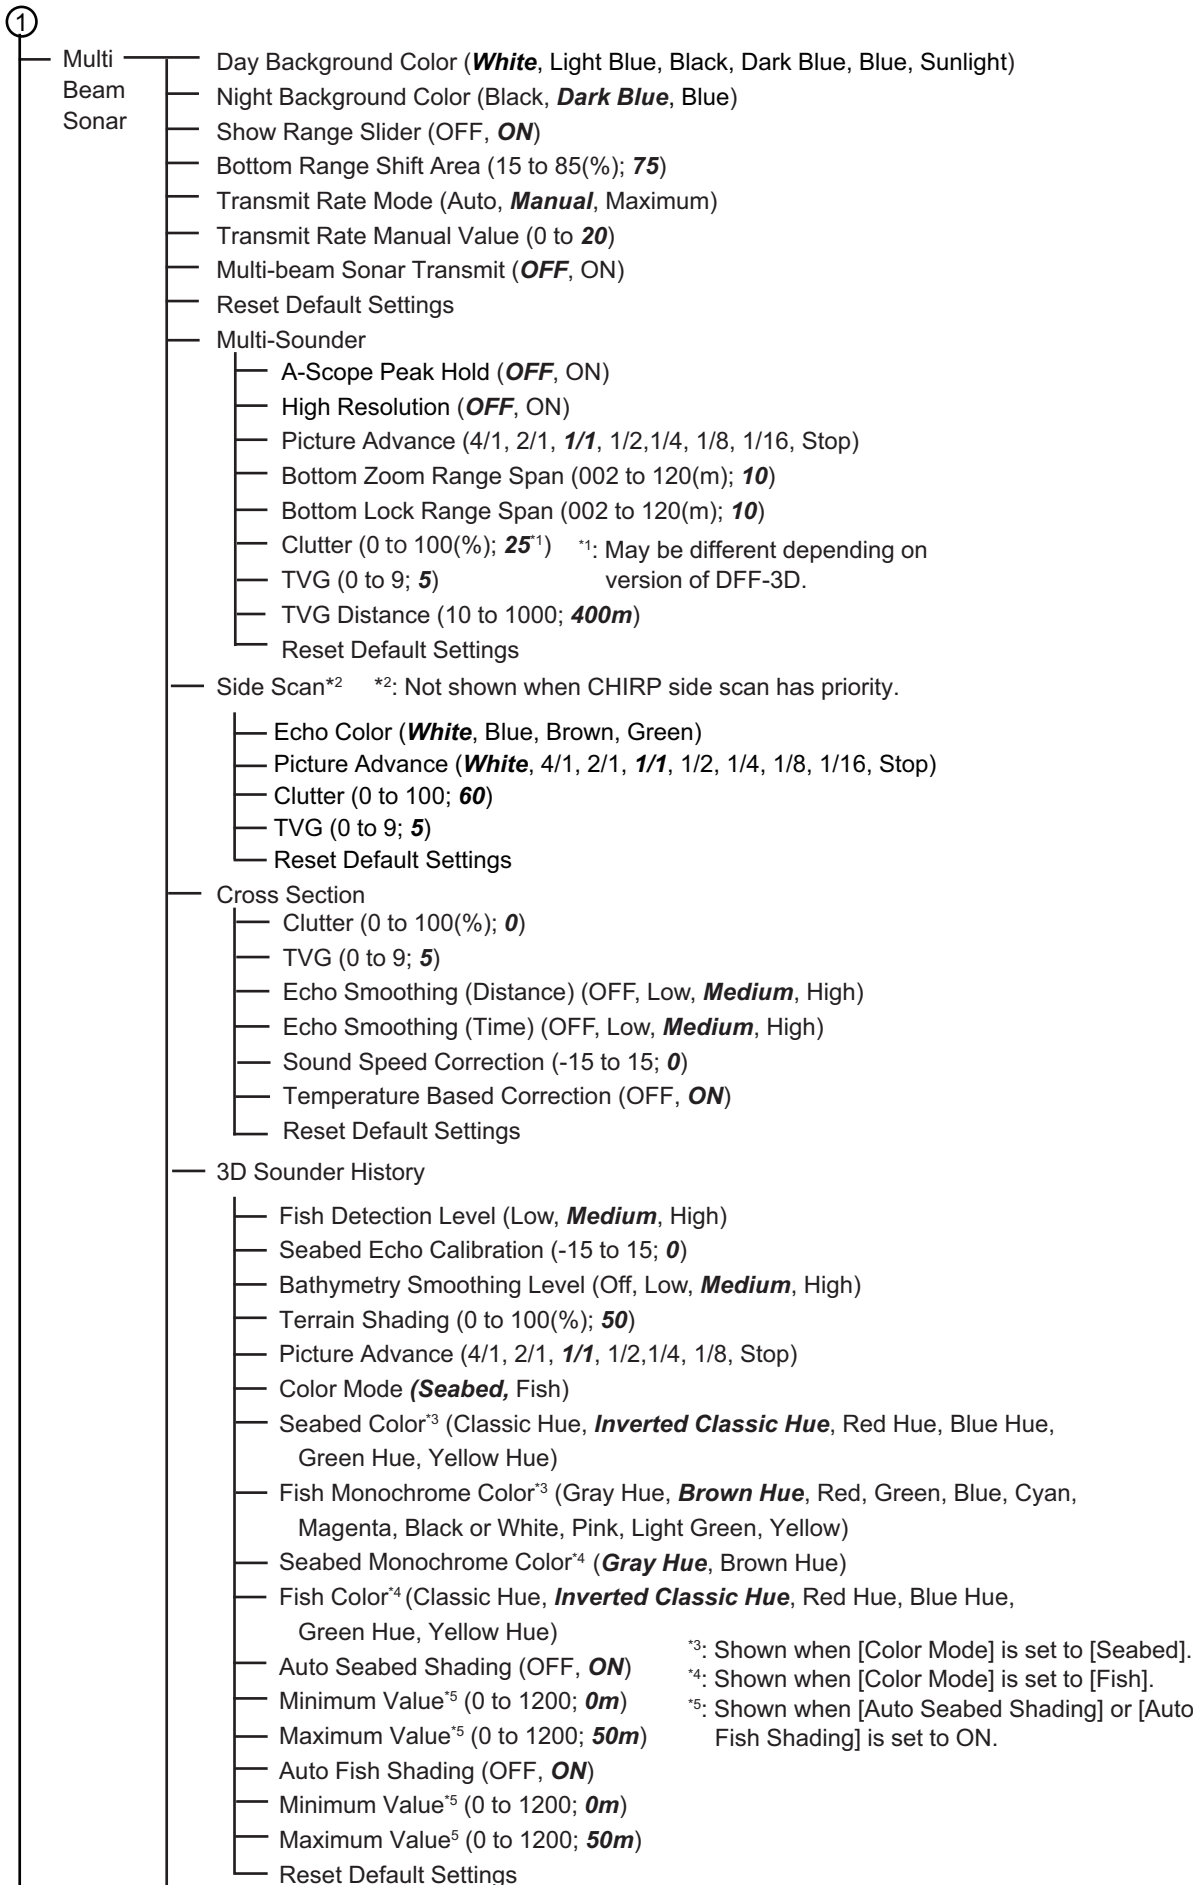 1
Multi
Beam
Sonar
Day Background Color (White, Light Blue, Black, Dark Blue, Blue, Sunlight)
Night Background Color (Black, Dark Blue, Blue)
Show Range Slider (OFF, ON)
Bottom Range Shift Area (15 to 85(%); 75)
Transmit Rate Mode (Auto, Manual, Maximum)
Transmit Rate Manual Value (0 to 20)
Multi-beam Sonar Transmit (OFF, ON)
Reset Default Settings
Multi-Sounder
A-Scope Peak Hold (OFF, ON)
High Resolution (OFF, ON)
Picture Advance (4/1, 2/1, 1/1, 1/2,1/4, 1/8, 1/16, Stop)
Bottom Zoom Range Span (002 to 120(m); 10)
Bottom Lock Range Span (002 to 120(m); 10)
Clutter (0 to 100(%); 25*1) *1: May be different depending on
version of DFF-3D.
TVG (0 to 9; 5)
TVG Distance (10 to 1000; 400m)
Reset Default Settings
Side Scan*2 *2: Not shown when CHIRP side scan has priority.
Echo Color (White, Blue, Brown, Green)
Picture Advance (White, 4/1, 2/1, 1/1, 1/2, 1/4, 1/8, 1/16, Stop)
Clutter (0 to 100; 60)
TVG (0 to 9; 5)
Reset Default Settings
Cross Section
Clutter (0 to 100(%); 0)
TVG (0 to 9; 5)
Echo Smoothing (Distance) (OFF, Low, Medium, High)
Echo Smoothing (Time) (OFF, Low, Medium, High)
Sound Speed Correction (-15 to 15; 0)
Temperature Based Correction (OFF, ON)
Reset Default Settings
3D Sounder History
Fish Detection Level (Low, Medium, High)
Seabed Echo Calibration (-15 to 15; 0)
Bathymetry Smoothing Level (Off, Low, Medium, High)
Terrain Shading (0 to 100(%); 50)
Picture Advance (4/1, 2/1, 1/1, 1/2,1/4, 1/8, Stop)
Color Mode (Seabed, Fish)
Seabed Color*3 (Classic Hue, Inverted Classic Hue, Red Hue, Blue Hue,
Green Hue, Yellow Hue)
Fish Monochrome Color*3 (Gray Hue, Brown Hue, Red, Green, Blue, Cyan,
Magenta, Black or White, Pink, Light Green, Yellow)
Seabed Monochrome Color*4 (Gray Hue, Brown Hue)
Fish Color*4 (Classic Hue, Inverted Classic Hue, Red Hue, Blue Hue,
Green Hue, Yellow Hue)
Auto Seabed Shading (OFF, ON)
Minimum Value*5 (0 to 1200; 0m)
Maximum Value*5 (0 to 1200; 50m)
Auto Fish Shading (OFF, ON)
Minimum Value*5 (0 to 1200; 0m)
Maximum Value5 (0 to 1200; 50m)
Reset Default Settings
*3: Shown when [Color Mode] is set to [Seabed].
*4: Shown when [Color Mode] is set to [Fish].
*5: Shown when [Auto Seabed Shading] or [Auto
Fish Shading] is set to ON.